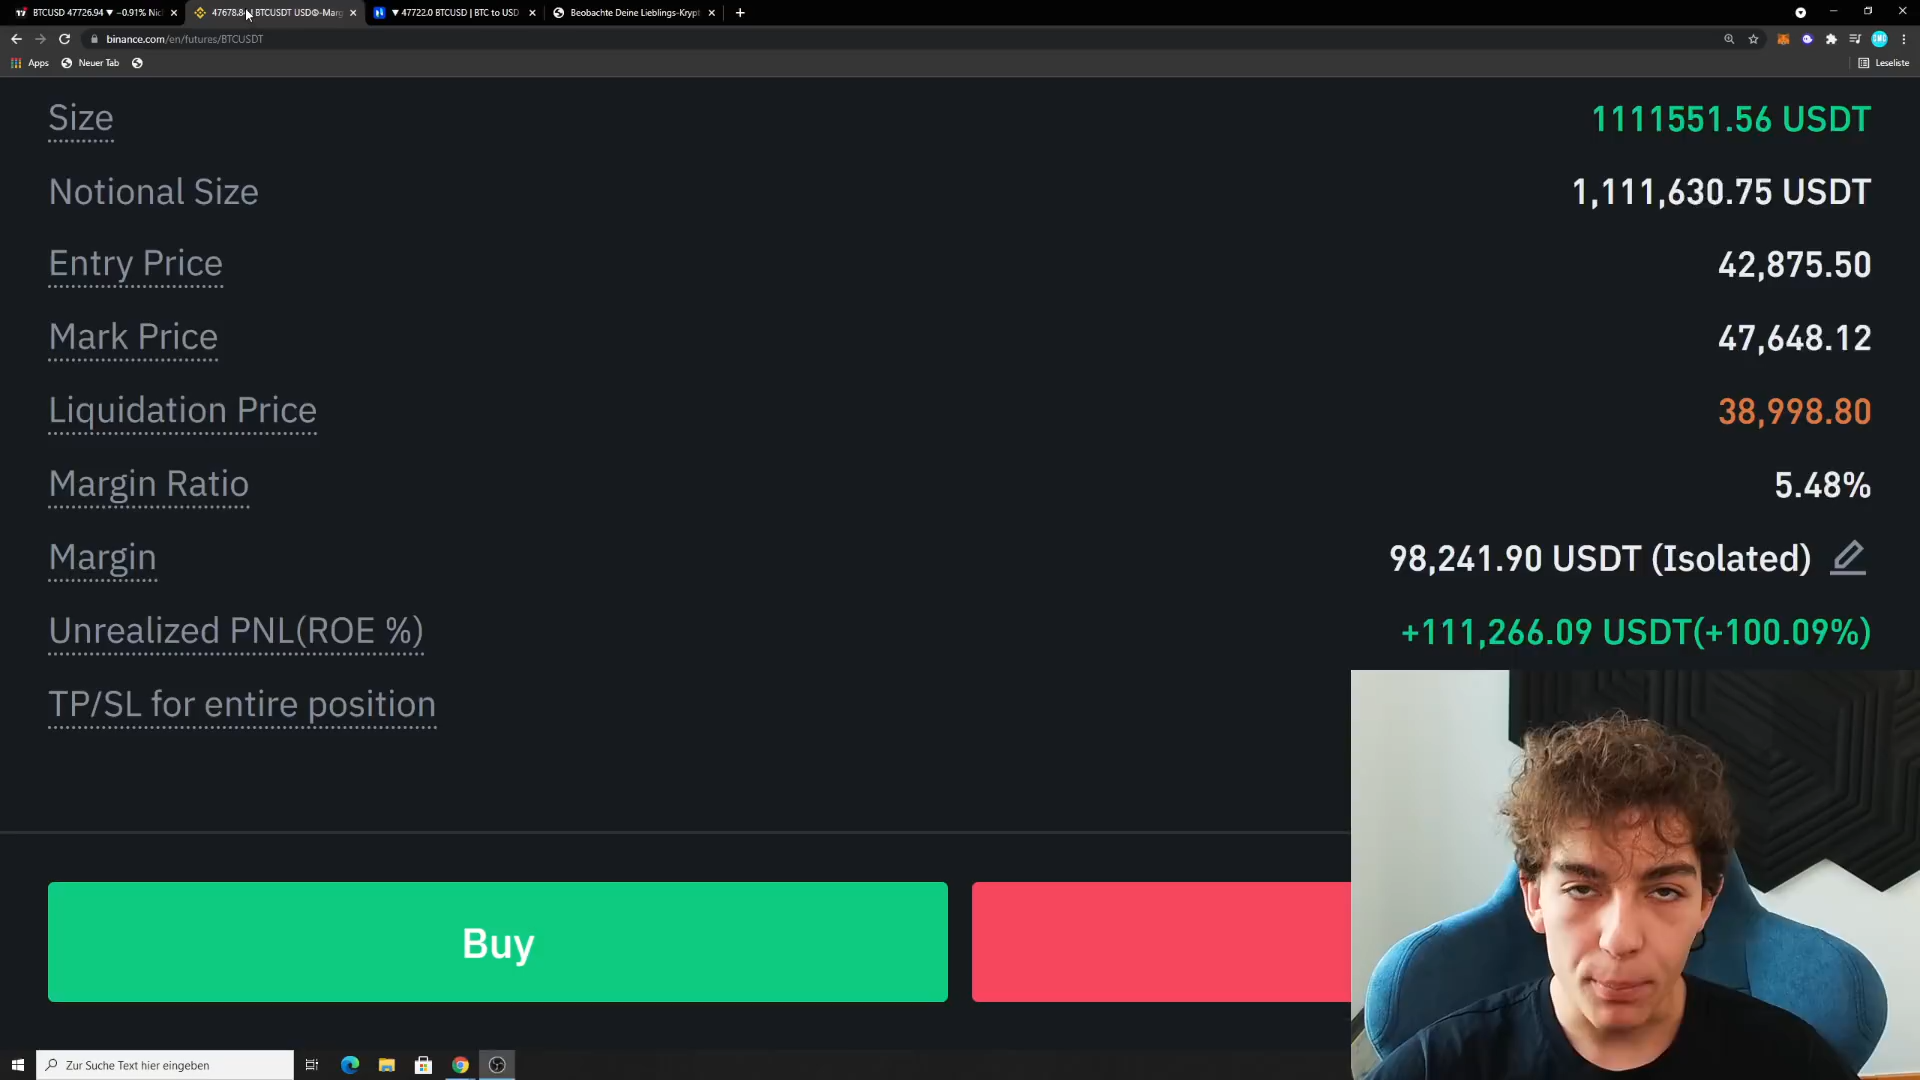 BTCUSD 47726.94 ▼ −0.91% Nic
47678.8 | BTCUSDT USDⓈ-Marg
▼ 47722.0 BTCUSD | BTC to USD
Beobachte Deine Lieblings-Krypt
binance.com/en/futures/BTCUSDT
Apps
Neuer Tab
Leseliste
Size
1111551.56 USDT
Notional Size
1,111,630.75 USDT
Entry Price
42,875.50
Mark Price
47,648.12
Liquidation Price
38,998.80
Margin Ratio
5.48%
Margin
98,241.90 USDT (Isolated)
Unrealized PNL(ROE %)
+111,266.09 USDT(+100.09%)
TP/SL for entire position
Buy
Zur Suche Text hier eingeben